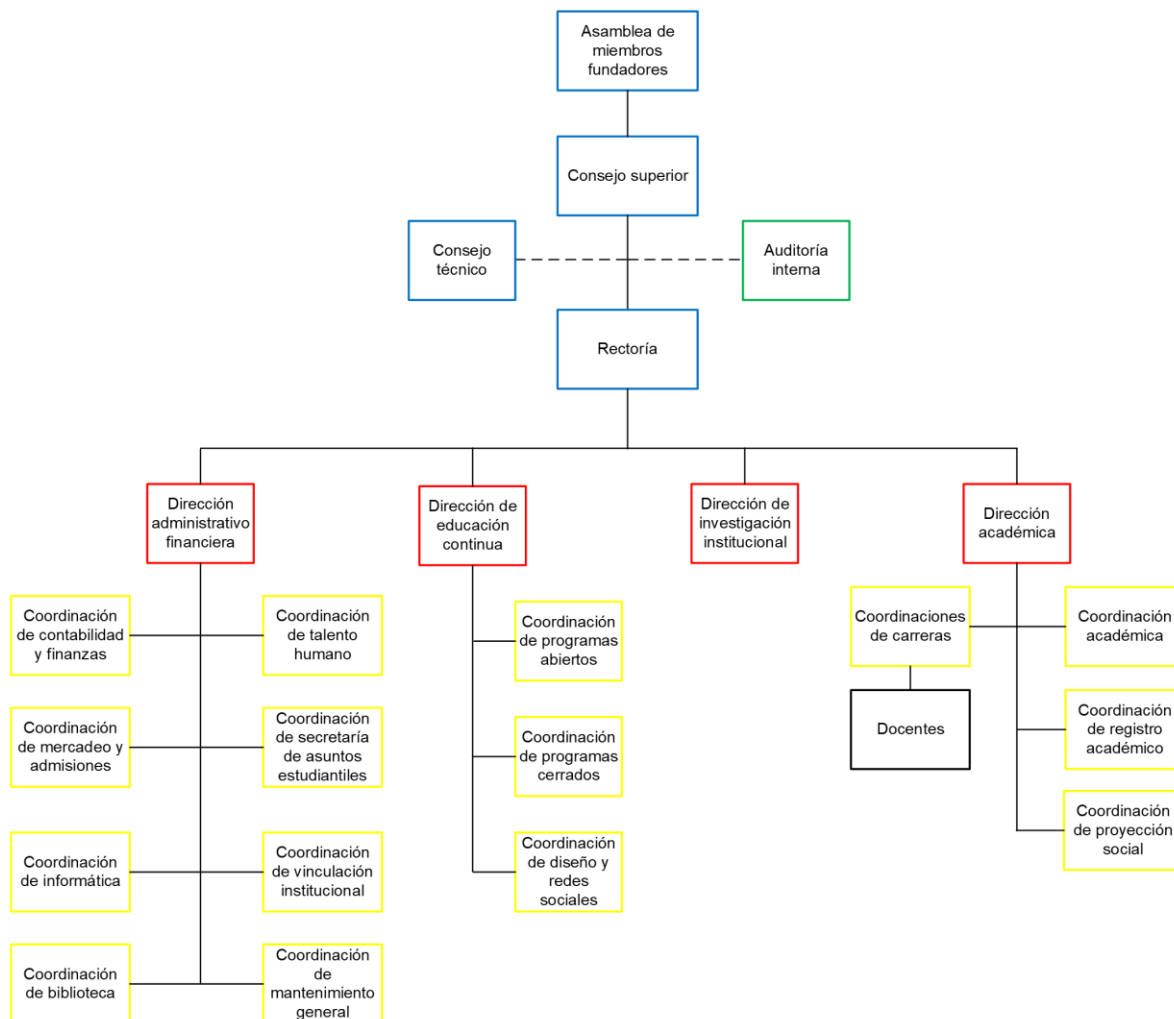 Asamblea de
miembros
fundadores
Consejo superior
Consejo
técnico
Auditoría
interna
Rectoría
Dirección
administrativo
financiera
Dirección de
educación
continua
Dirección de
investigación
institucional
Dirección
académica
Coordinación
de contabilidad
y finanzas
Coordinación
de talento
humano
Coordinación
de programas
abiertos
Coordinaciones
de carreras
Coordinación
académica
Coordinación
de mercadeo y
admisiones
Coordinación
de secretaría
de asuntos
estudiantiles
Coordinación
de programas
cerrados
Docentes
Coordinación
de registro
académico
Coordinación
de informática
Coordinación
de vinculación
institucional
Coordinación
de diseño y
redes
sociales
Coordinación
de proyección
social
Coordinación
de biblioteca
Coordinación
de
mantenimiento
general